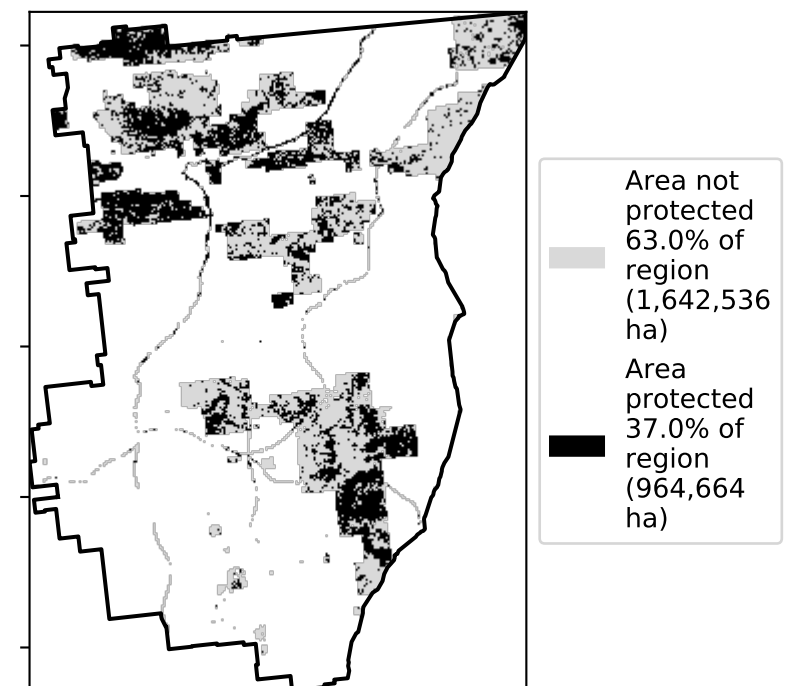 Area not
protected
63.0% of
region
(1,642,536
ha)
Area
protected
37.0% of
region
(964,664
ha)